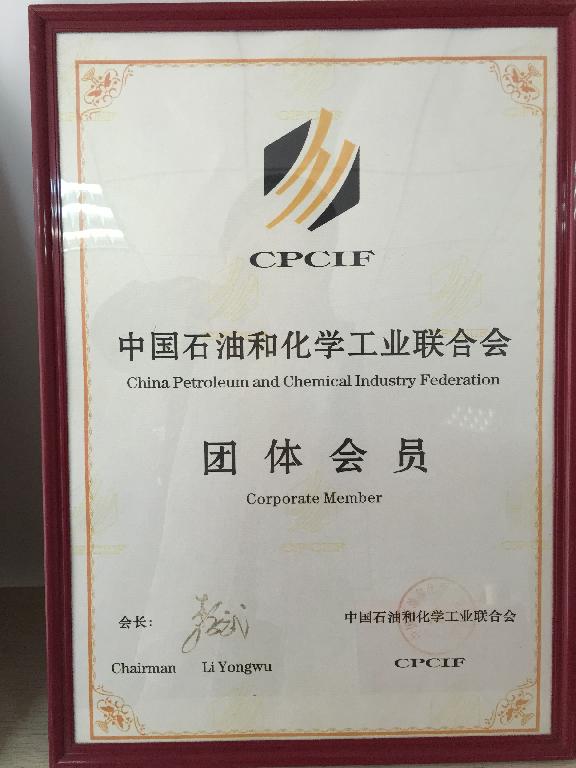 CPCIF
中国石油和化学工业联合会
China Petroleum and Chemical Industry Federation
团体会员
Corporate Member
会长：
中国石油和化学工业联合会
Chairman Li Yongwu
CPCIF